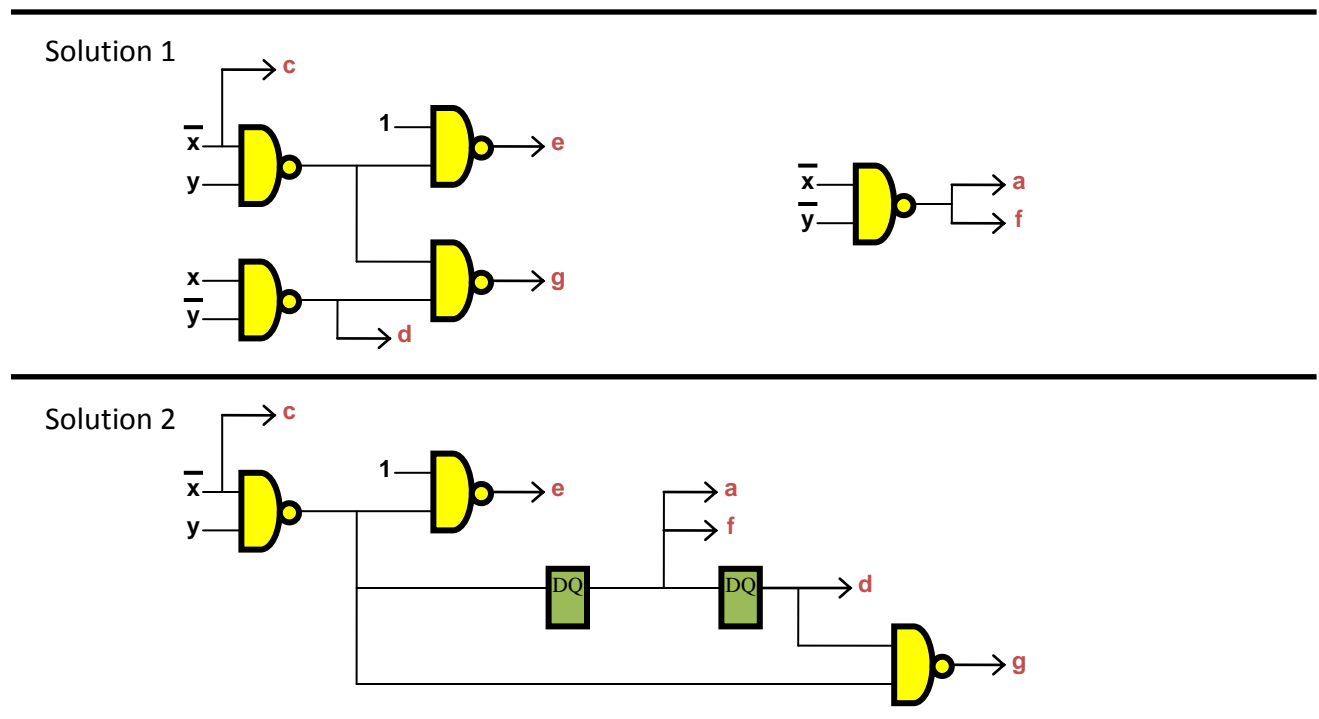 Solution 1
c
x̅
y
1
e
x
y̅
g
d
x̅
y̅
a
f
Solution 2
c
x̅
y
1
e
a
f
DQ
DQ
d
g